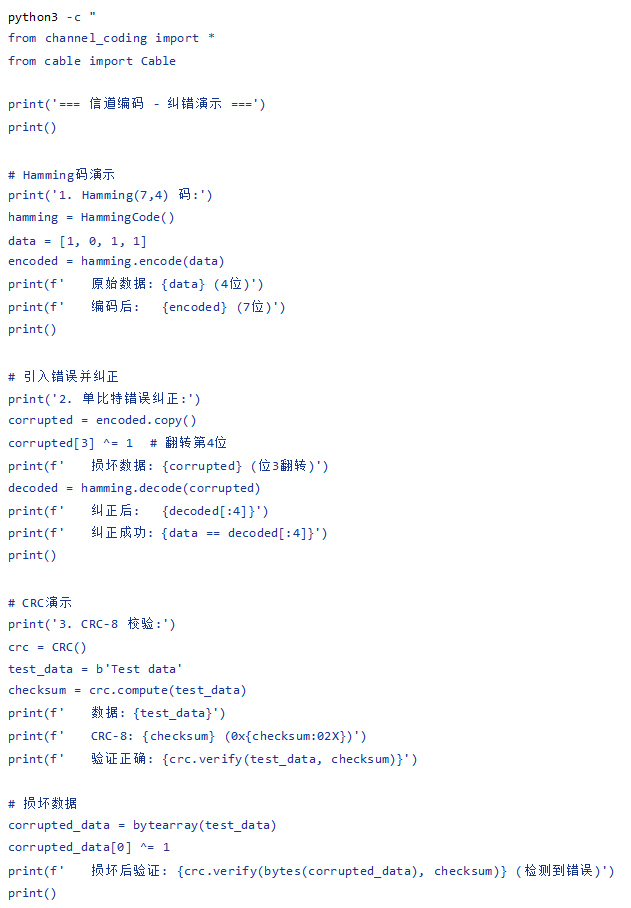 python3 -c "
from channel_coding import *
from cable import Cable

print('=== 信道编码 - 纠错演示 ===')
print()

# Hamming码演示
print('1. Hamming(7,4) 码:')
hamming = HammingCode()
data = [1, 0, 1, 1]
encoded = hamming.encode(data)
print(f'   原始数据: {data} (4位)')
print(f'   编码后:   {encoded} (7位)')
print()

# 引入错误并纠正
print('2. 单比特错误纠正:')
corrupted = encoded.copy()
corrupted[3] ^= 1  # 翻转第4位
print(f'   损坏数据: {corrupted} (位3翻转)')
decoded = hamming.decode(corrupted)
print(f'   纠正后:   {decoded[:4]}')
print(f'   纠正成功: {data == decoded[:4]}')
print()

# CRC演示
print('3. CRC-8 校验:')
crc = CRC()
test_data = b'Test data'
checksum = crc.compute(test_data)
print(f'   数据: {test_data}')
print(f'   CRC-8: {checksum} (0x{checksum:02X})')
print(f'   验证正确: {crc.verify(test_data, checksum)}')

# 损坏数据
corrupted_data = bytearray(test_data)
corrupted_data[0] ^= 1
print(f'   损坏后验证: {crc.verify(bytes(corrupted_data), checksum)} (检测到错误)')
print()